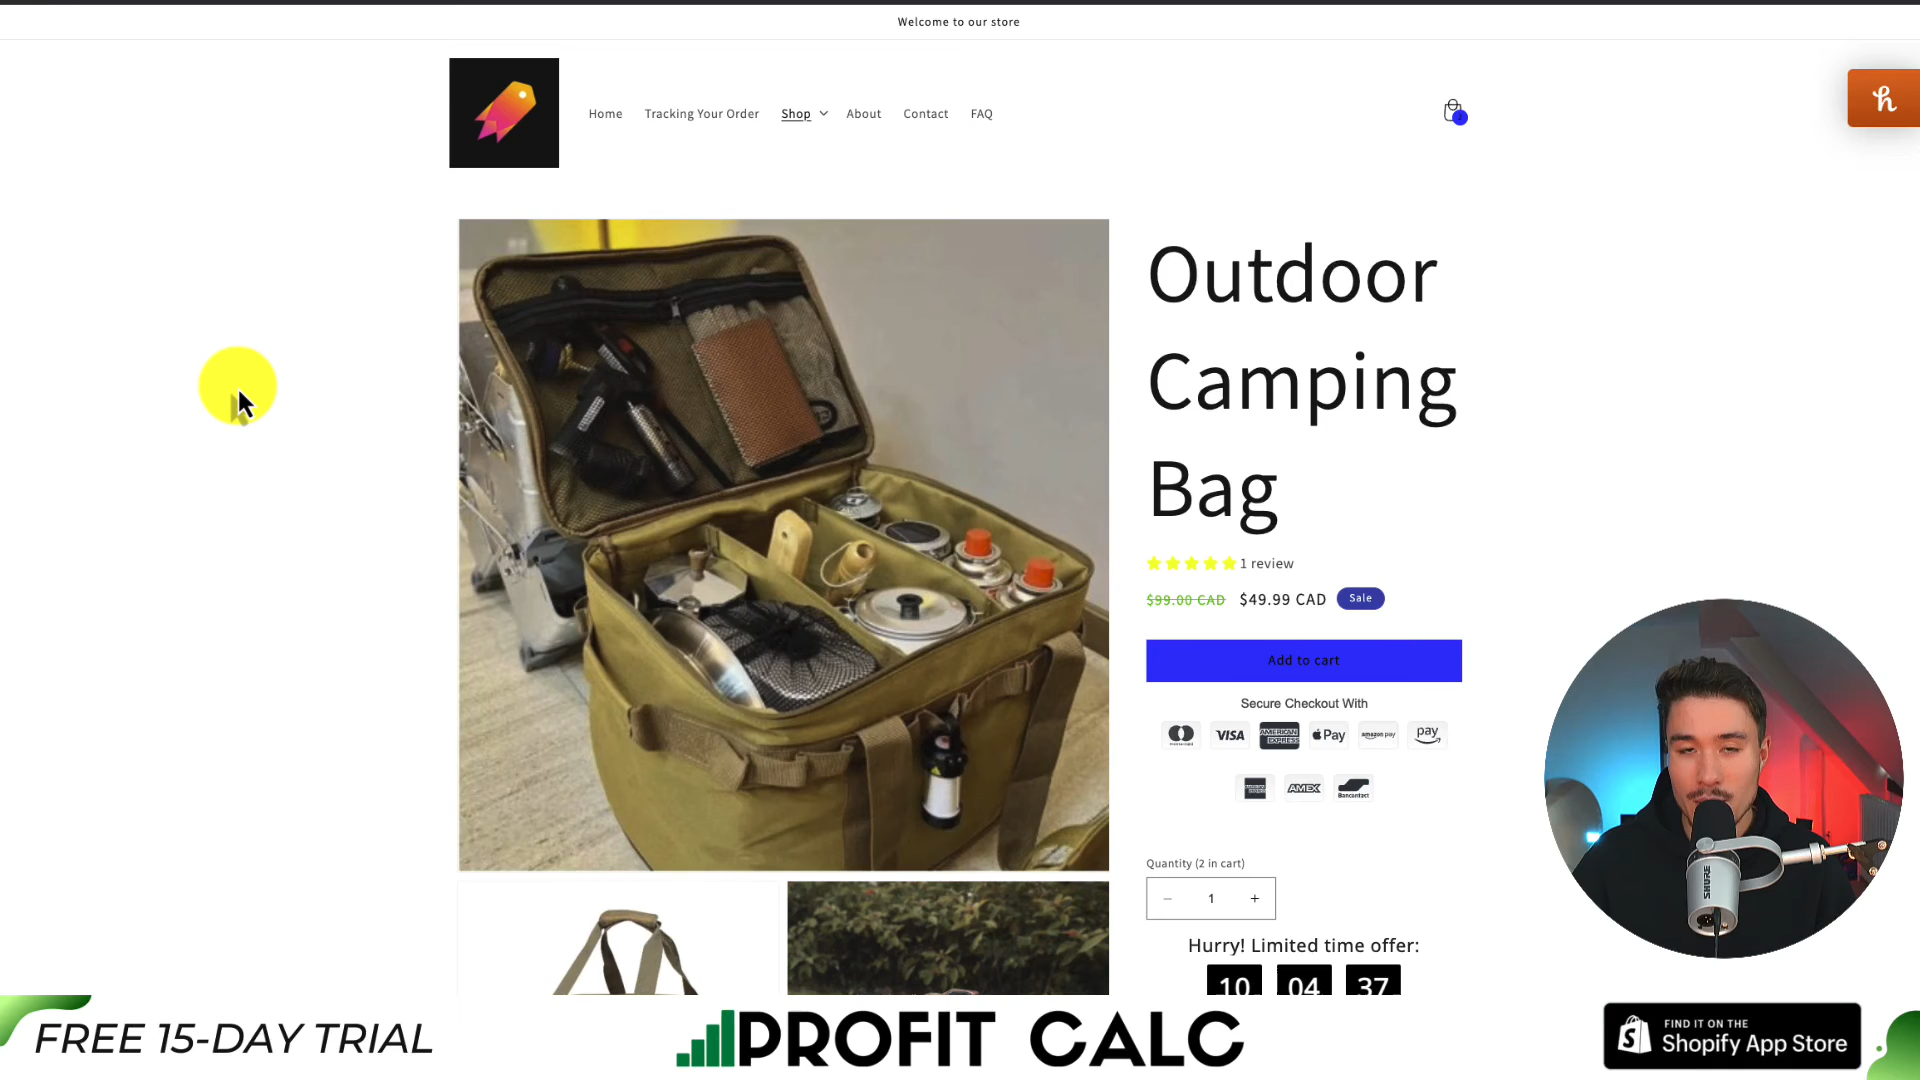 Welcome to our store
Home Tracking Your Order Shop About Contact FAQ
Outdoor
Camping
Bag
1 review
$99.00 CAD $49.99 CAD Sale
Add to cart
Secure Checkout With
VISA AMERICAN EXPRESS Pay amazon pay pay
AMEX Bancontact
Quantity (2 in cart)
− 1 +
Hurry! Limited time offer:
10 04 37
SHURE
FREE 15-DAY TRIAL
PROFIT CALC
FIND IT ON THE
Shopify App Store